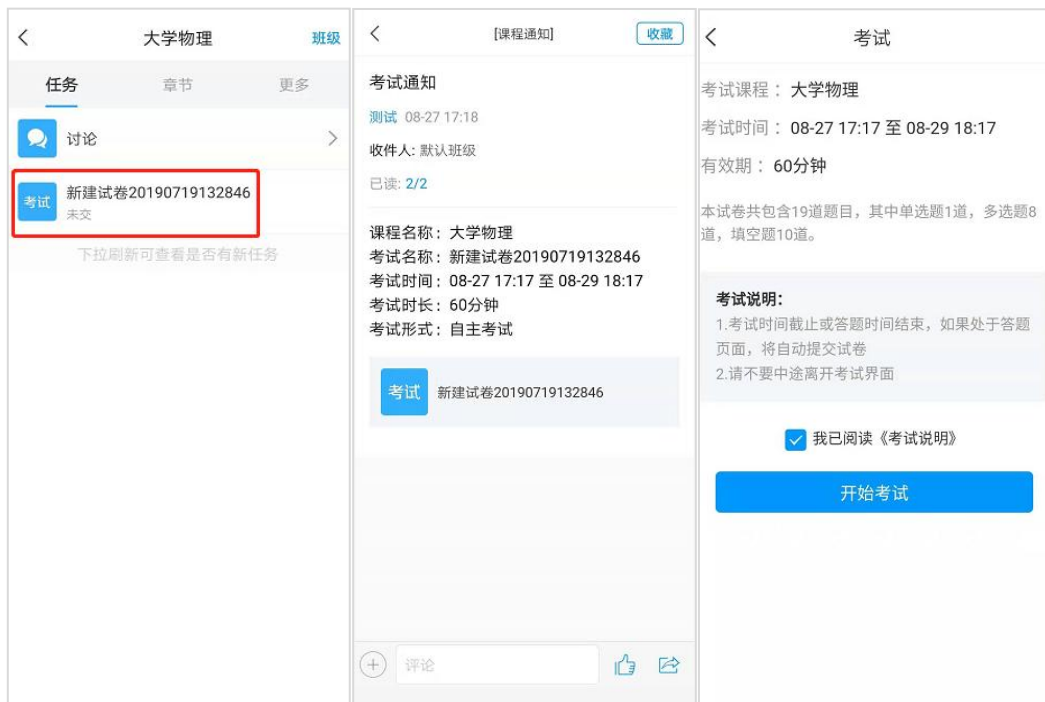 大学物理 班级
任务 章节 更多
讨论
考试 新建试卷20190719132846
未交
下拉刷新可查看是否有新任务
[课程通知] 收藏
考试通知
测试 08-27 17:18
收件人: 默认班级
已读: 2/2
课程名称: 大学物理
考试名称: 新建试卷20190719132846
考试时间: 08-27 17:17 至 08-29 18:17
考试时长: 60分钟
考试形式: 自主考试
考试 新建试卷20190719132846
评论
考试
考试课程: 大学物理
考试时间: 08-27 17:17 至 08-29 18:17
有效期: 60分钟
本试卷共包含19道题目，其中单选题1道，多选题8
道，填空题10道。
考试说明:
1.考试时间截止或答题时间结束，如果处于答题
页面，将自动提交试卷
2.请不要中途离开考试界面
我已阅读《考试说明》
开始考试